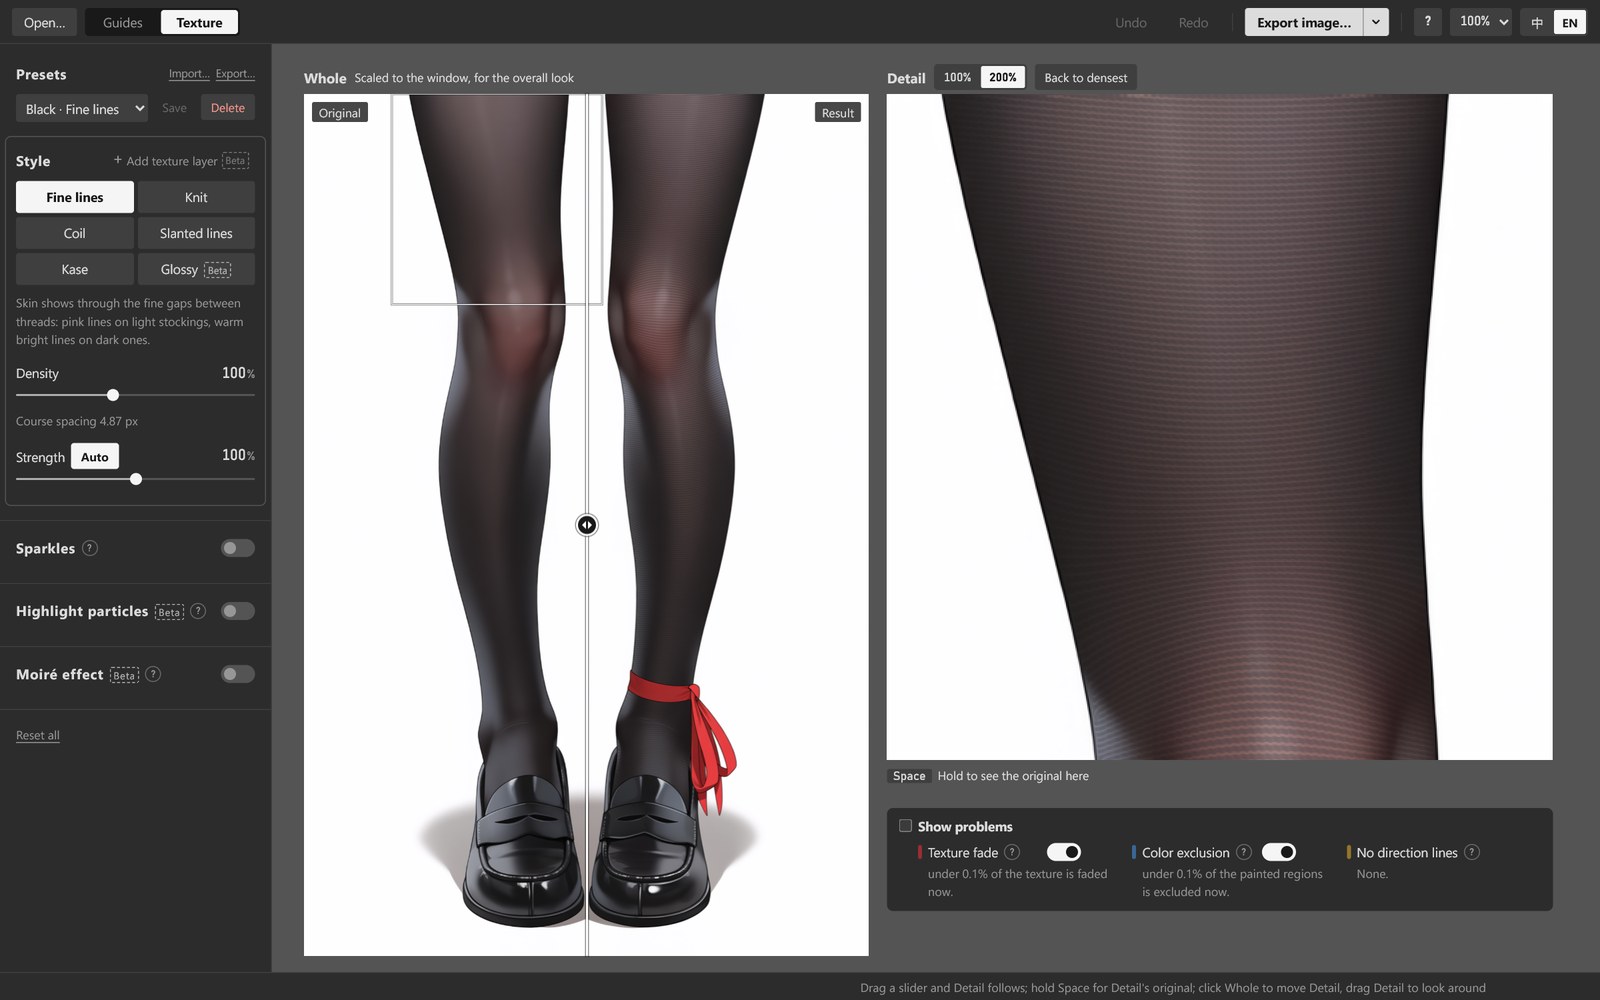 Open...
Guides
Texture
Undo
Redo
Export image...
?
100%
中
EN
Presets
Import...
Export...
Black · Fine lines
Save
Delete
Style
+ Add texture layer Beta
Fine lines
Knit
Coil
Slanted lines
Kase
Glossy Beta
Skin shows through the fine gaps between
threads: pink lines on light stockings, warm
bright lines on dark ones.
Density
100%
Course spacing 4.87 px
Strength
Auto
100%
Sparkles ?
Highlight particles Beta ?
Moiré effect Beta ?
Reset all
Whole Scaled to the window, for the overall look
Original
Result
Detail
100%
200%
Back to densest
Space Hold to see the original here
Show problems
Texture fade ?
under 0.1% of the texture is faded
now.
Color exclusion ?
under 0.1% of the painted regions
is excluded now.
No direction lines ?
None.
Drag a slider and Detail follows; hold Space for Detail's original; click Whole to move Detail, drag Detail to look around